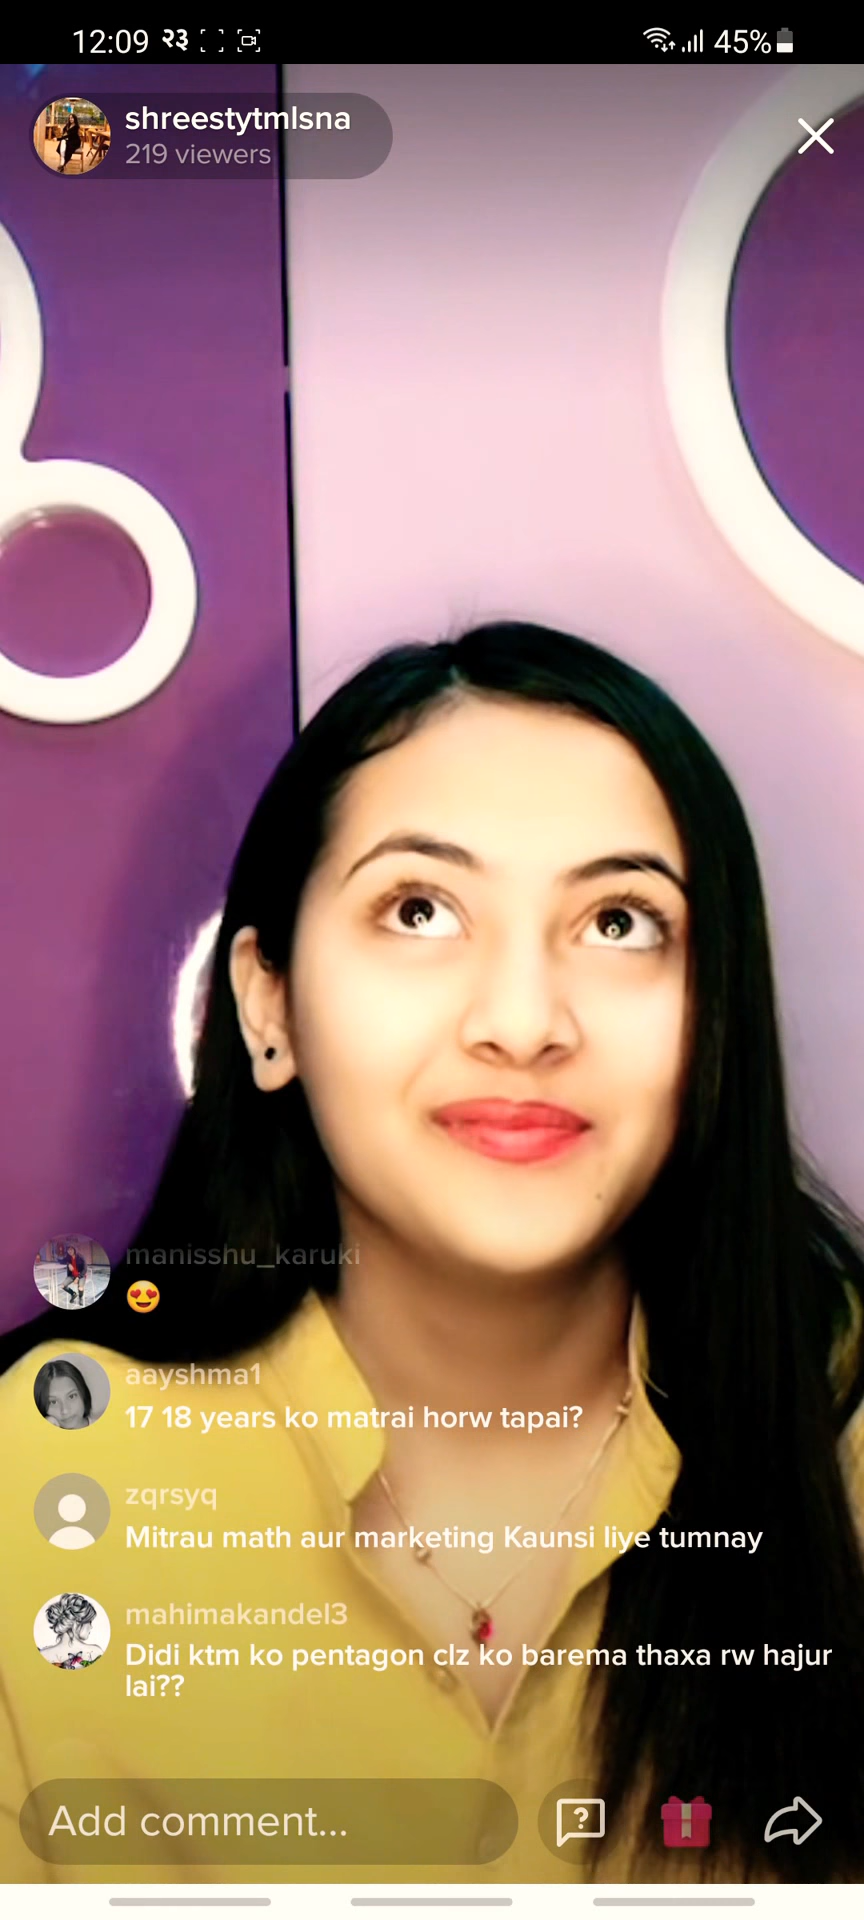 12:09 २३ 45%
shreestytmlsna
219 viewers
manisshu_karuki
😍
aayshma1
17 18 years ko matrai horw tapai?
zqrsyq
Mitrau math aur marketing Kaunsi liye tumnay
mahimakandel3
Didi ktm ko pentagon clz ko barema thaxa rw hajur
lai??
Add comment...